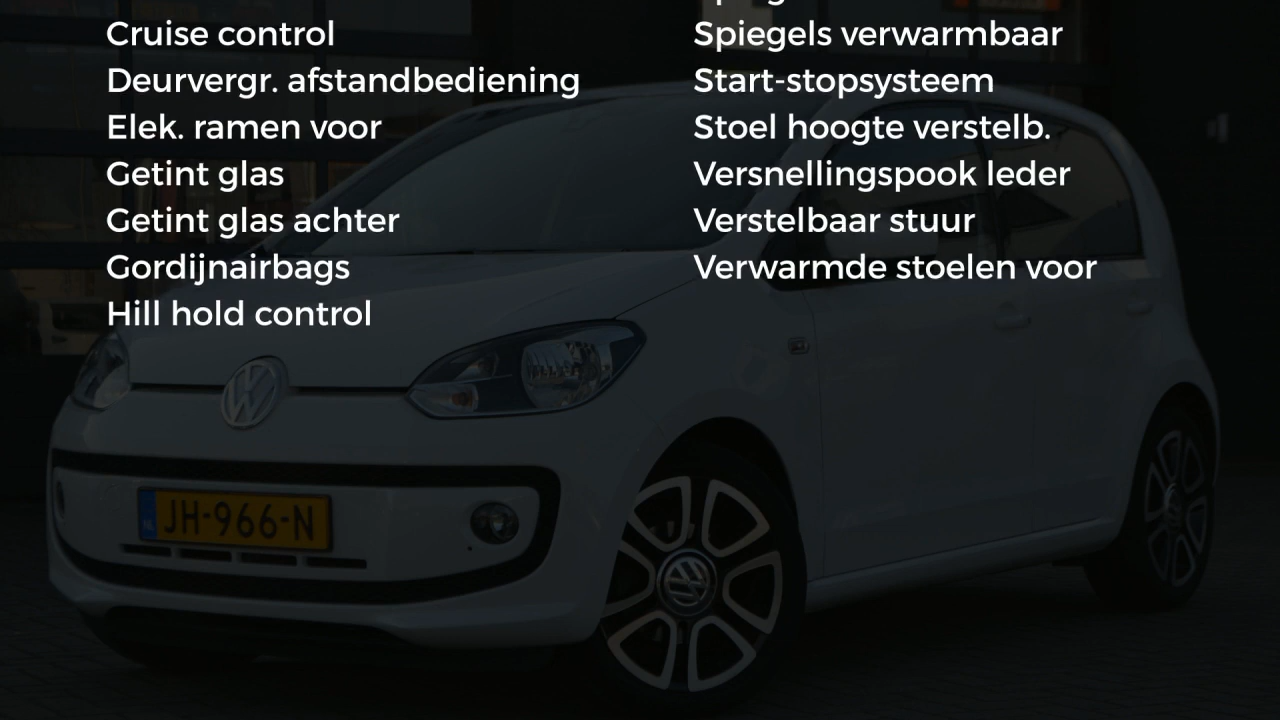 Cruise control
Deurvergr. afstandbediening
Elek. ramen voor
Getint glas
Getint glas achter
Gordijnairbags
Hill hold control
Spiegels verwarmbaar
Start-stopsysteem
Stoel hoogte verstelb.
Versnellingspook leder
Verstelbaar stuur
Verwarmde stoelen voor
NL JH-966-N